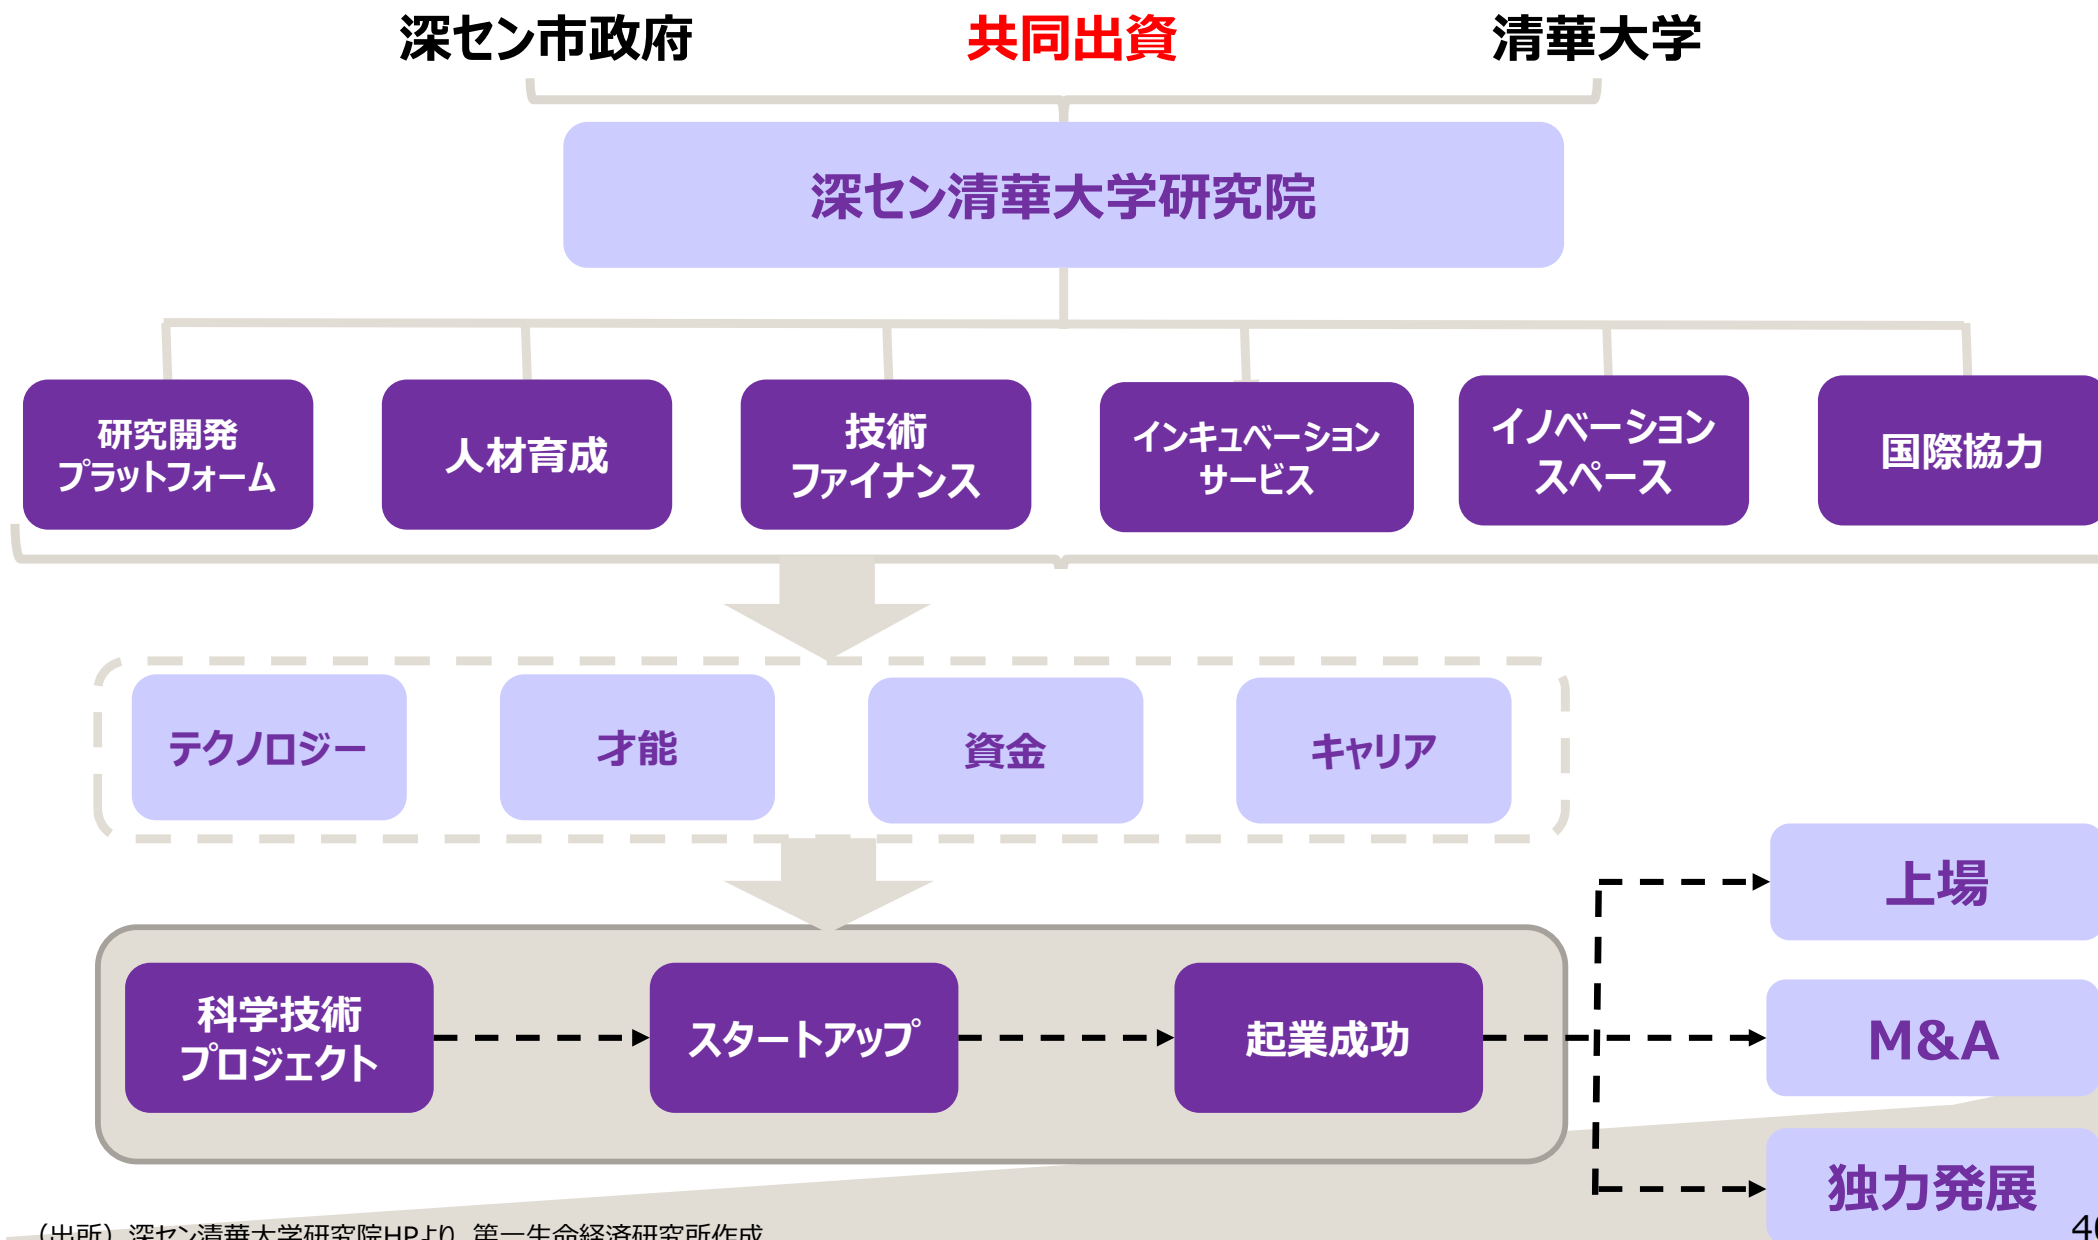 深セン市政府
共同出資
清華大学
深セン清華大学研究院
研究開発
プラットフォーム
人材育成
技術
ファイナンス
インキュベーション
サービス
イノベーション
スペース
国際協力
テクノロジー
才能
資金
キャリア
科学技術
プロジェクト
スタートアップ
起業成功
上場
M&A
独力発展
（出所）深セン清華大学研究院HPより 第一生命経済研究所作成